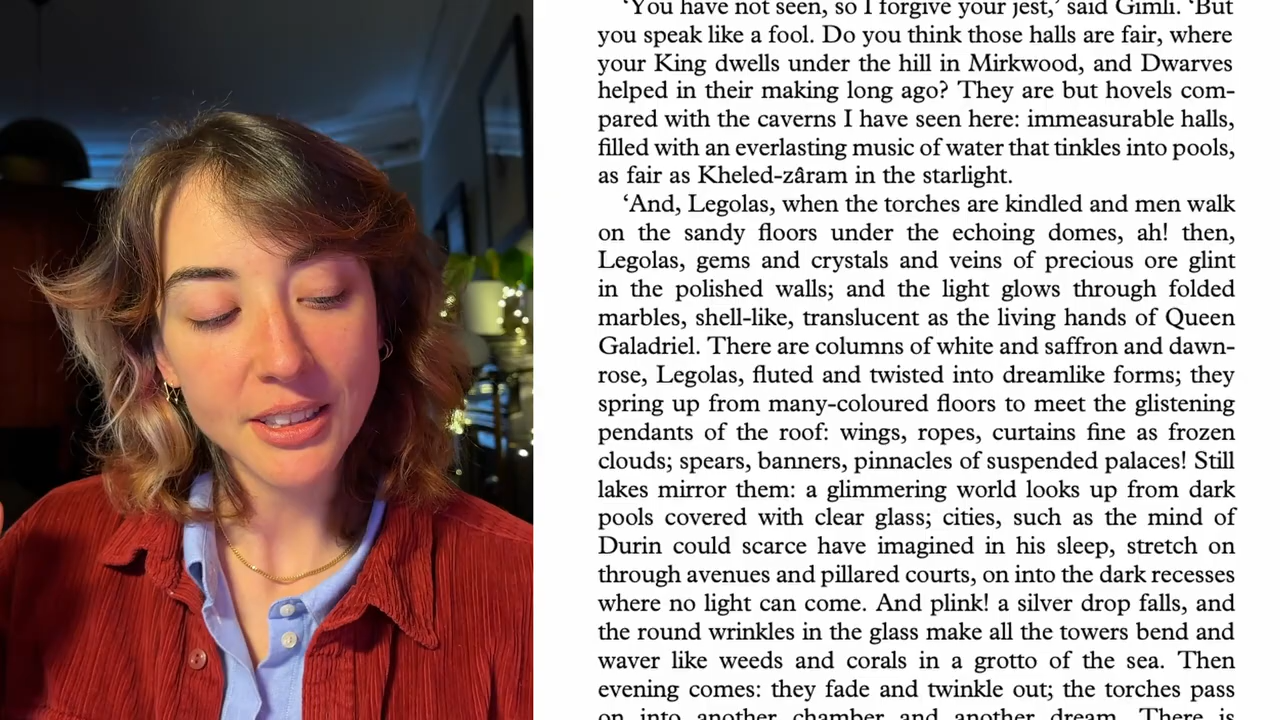 ‘You have not seen, so I forgive your jest,’ said Gimli. ‘But
you speak like a fool. Do you think those halls are fair, where
your King dwells under the hill in Mirkwood, and Dwarves
helped in their making long ago? They are but hovels com-
pared with the caverns I have seen here: immeasurable halls,
filled with an everlasting music of water that tinkles into pools,
as fair as Kheled-zâram in the starlight.
‘And, Legolas, when the torches are kindled and men walk
on the sandy floors under the echoing domes, ah! then,
Legolas, gems and crystals and veins of precious ore glint
in the polished walls; and the light glows through folded
marbles, shell-like, translucent as the living hands of Queen
Galadriel. There are columns of white and saffron and dawn-
rose, Legolas, fluted and twisted into dreamlike forms; they
spring up from many-coloured floors to meet the glistening
pendants of the roof: wings, ropes, curtains fine as frozen
clouds; spears, banners, pinnacles of suspended palaces! Still
lakes mirror them: a glimmering world looks up from dark
pools covered with clear glass; cities, such as the mind of
Durin could scarce have imagined in his sleep, stretch on
through avenues and pillared courts, on into the dark recesses
where no light can come. And plink! a silver drop falls, and
the round wrinkles in the glass make all the towers bend and
waver like weeds and corals in a grotto of the sea. Then
evening comes: they fade and twinkle out; the torches pass
on into another chamber and another dream. There is